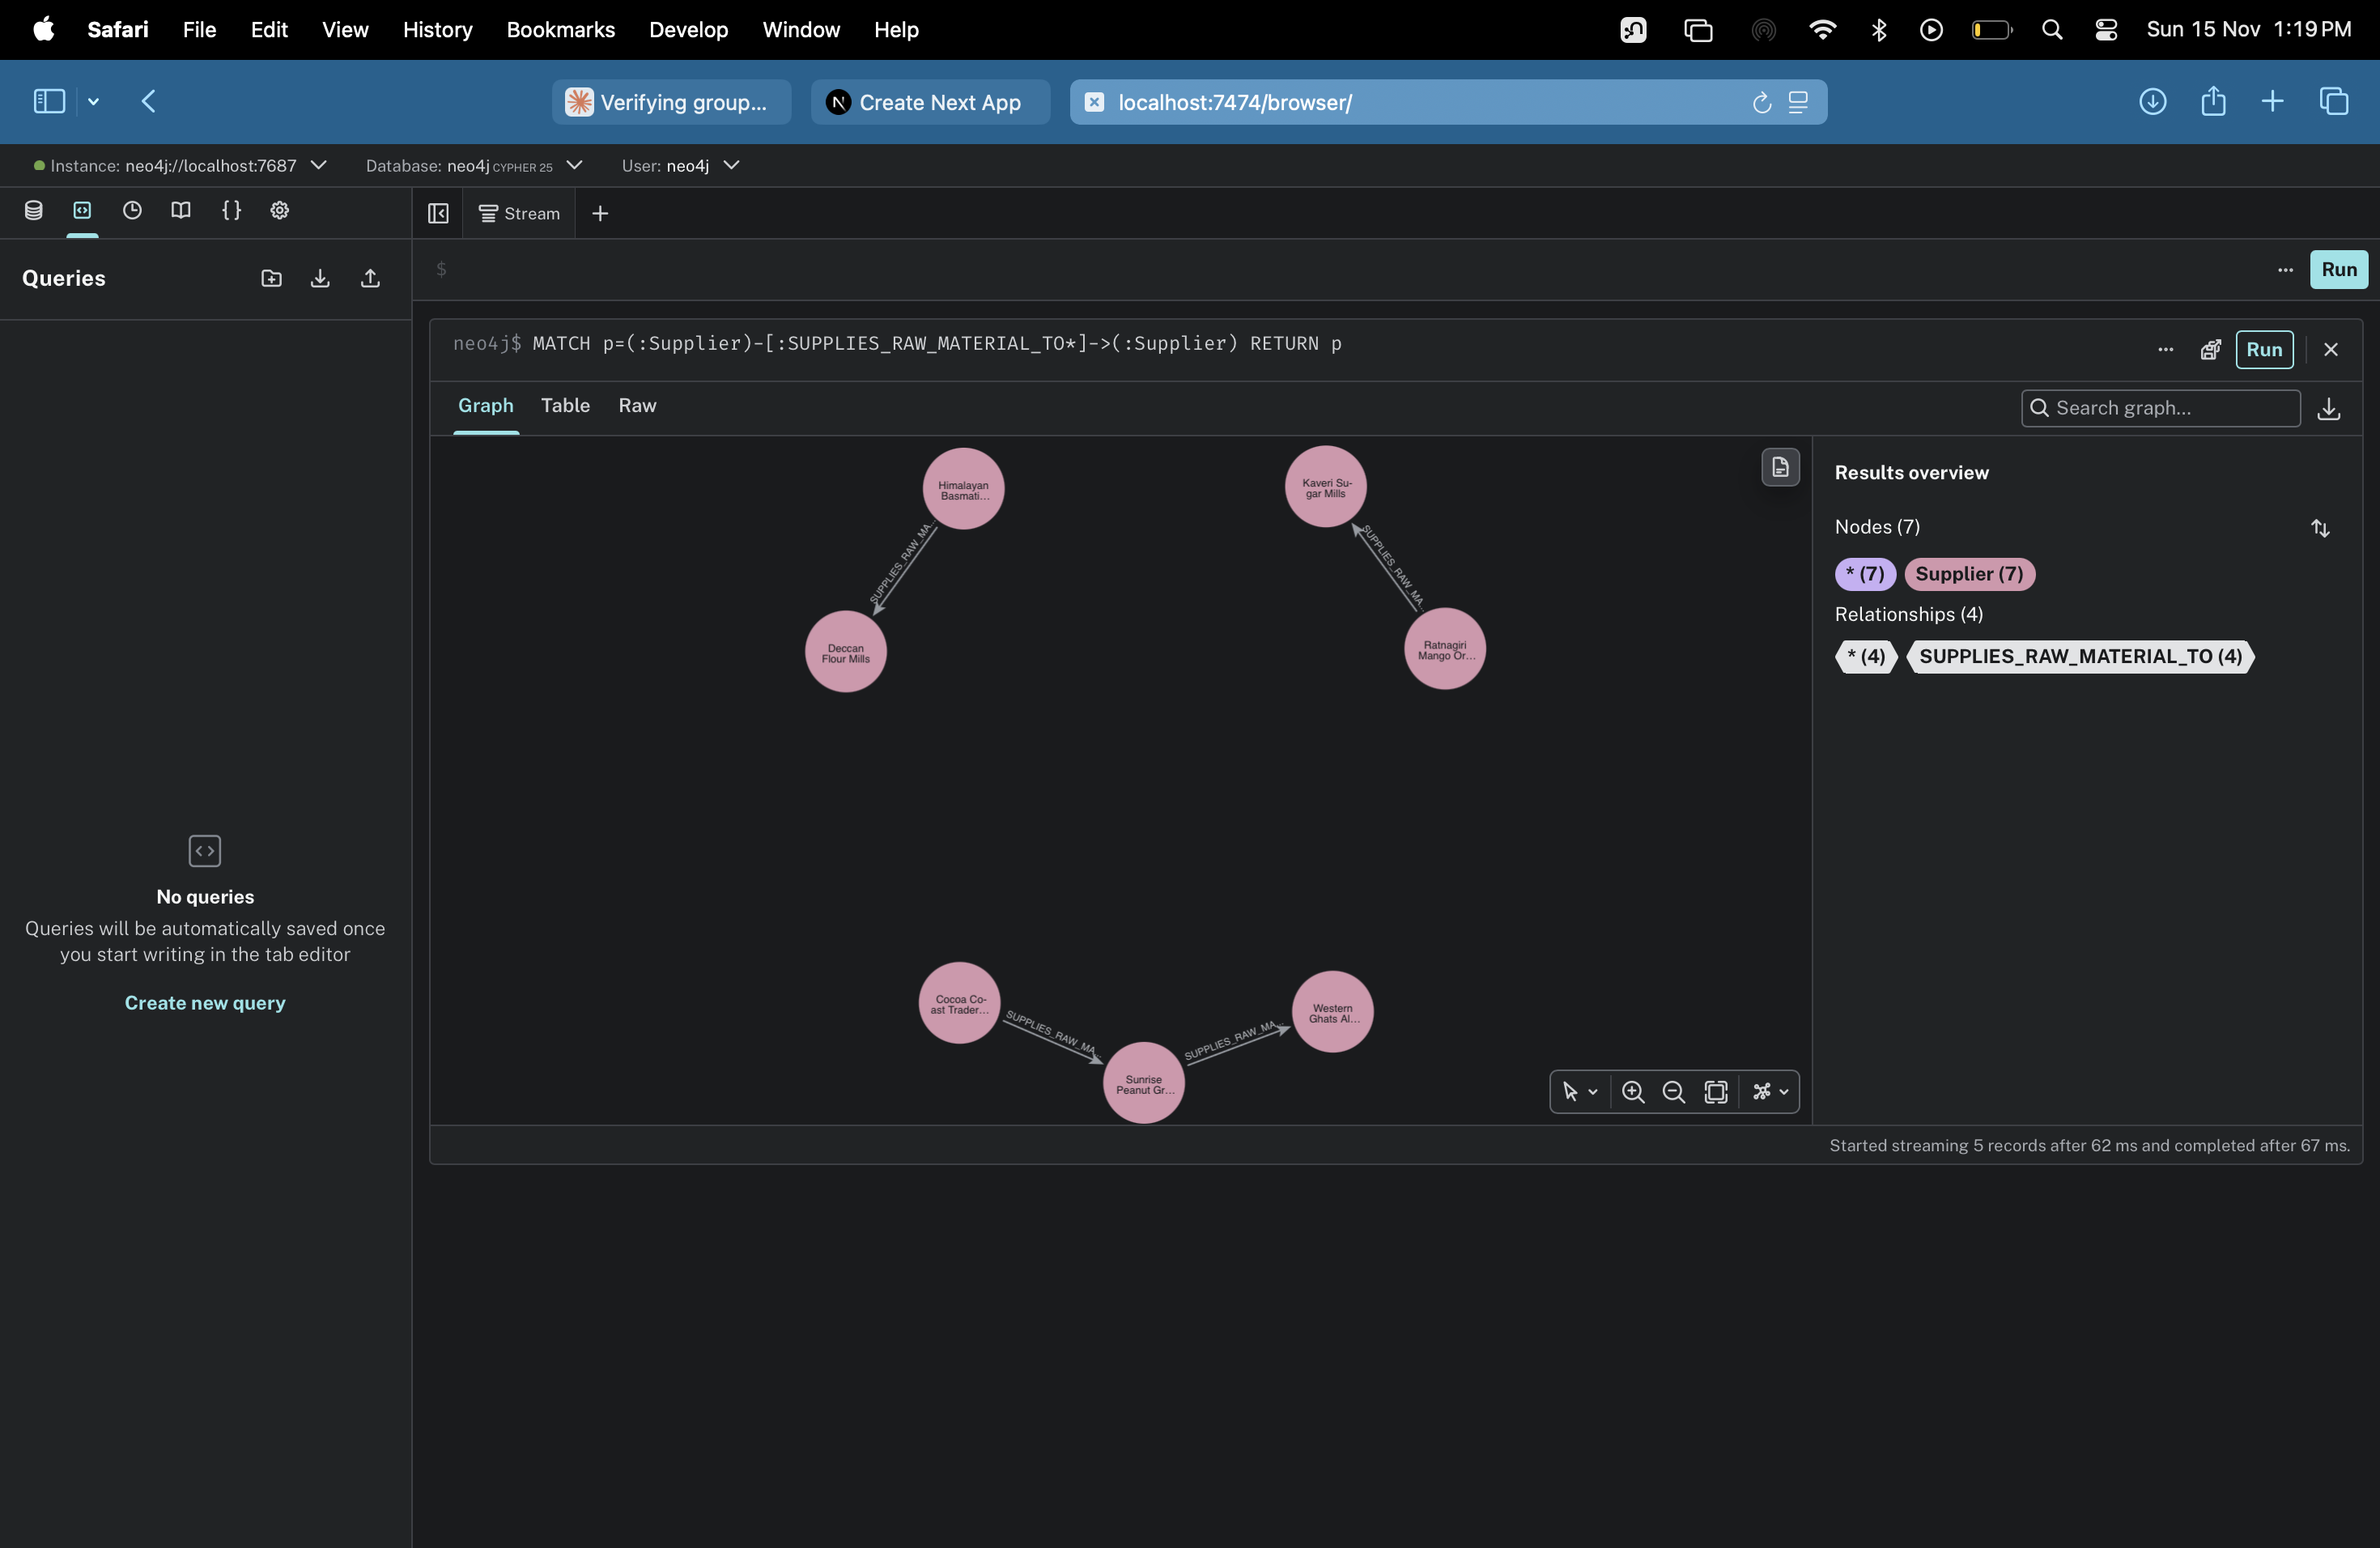 Safari File Edit View History Bookmarks Develop Window Help Sun 15 Nov 1:19 PM
Verifying group... Create Next App localhost:7474/browser/
Instance: neo4j://localhost:7687 Database: neo4j CYPHER 25 User: neo4j
Stream
Queries
$ Run
neo4j$ MATCH p=(:Supplier)-[:SUPPLIES_RAW_MATERIAL_TO*]->(:Supplier) RETURN p Run
Graph Table Raw Search graph...
Himalayan
Basmati...
Kaveri Su-
gar Mills
SUPPLIES_RAW_MA...
SUPPLIES_RAW_MA...
Deccan
Flour Mills
Ratnagiri
Mango Or...
Results overview
Nodes (7)
* (7) Supplier (7)
Relationships (4)
* (4) SUPPLIES_RAW_MATERIAL_TO (4)
No queries
Queries will be automatically saved once
you start writing in the tab editor
Create new query
Cocoa Co-
ast Trader...
SUPPLIES_RAW_MA...
Sunrise
Peanut Gr...
SUPPLIES_RAW_MA...
Western
Ghats Al...
Started streaming 5 records after 62 ms and completed after 67 ms.